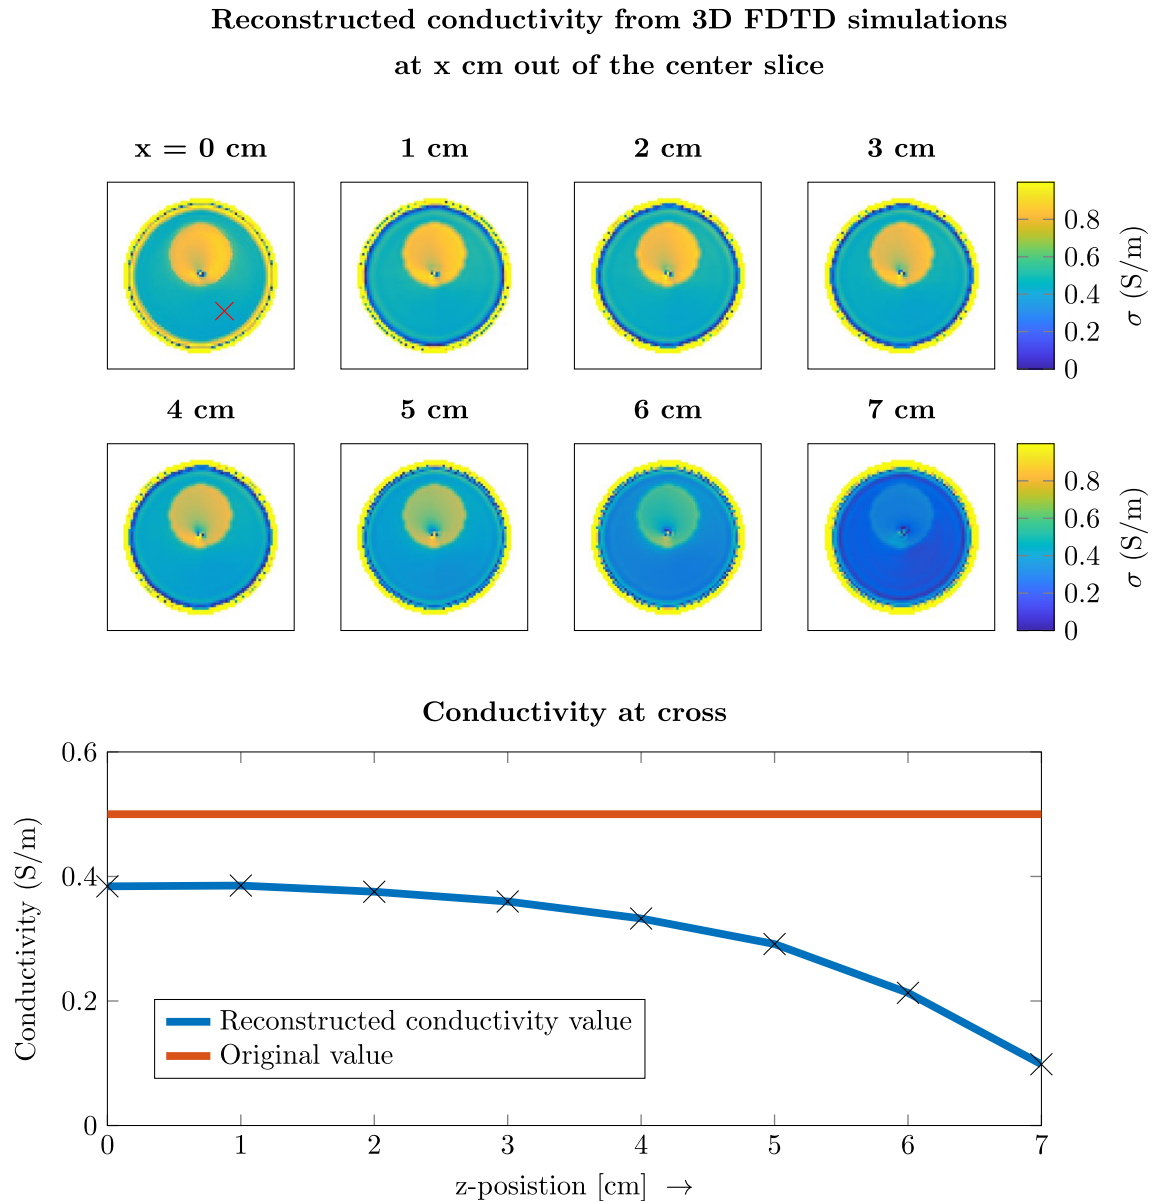 Reconstructed conductivity from 3D FDTD simulations
at x cm out of the center slice
x = 0 cm
1 cm
2 cm
3 cm
0.8
0.6
0.4
0.2
0
σ (S/m)
4 cm
5 cm
6 cm
7 cm
0.8
0.6
0.4
0.2
0
σ (S/m)
Conductivity at cross
0.6
0.4
0.2
0
Conductivity (S/m)
Reconstructed conductivity value
Original value
0 1 2 3 4 5 6 7
z-posistion [cm] →